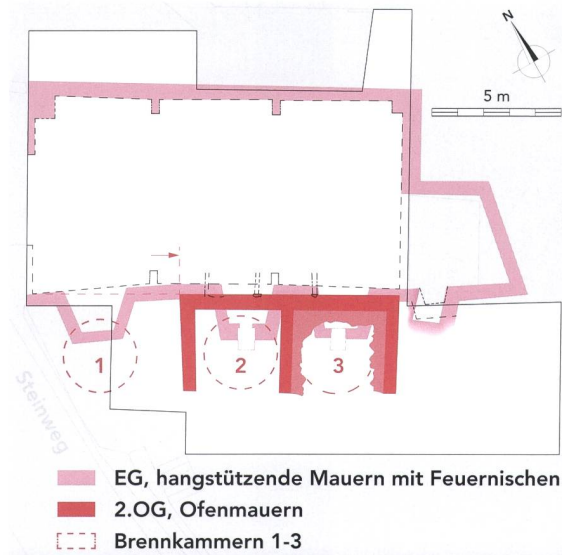 N
5 m
1
2
3
Steinweg
EG, hangstützende Mauern mit Feuernischen
2.OG, Ofenmauern
Brennkammern 1-3